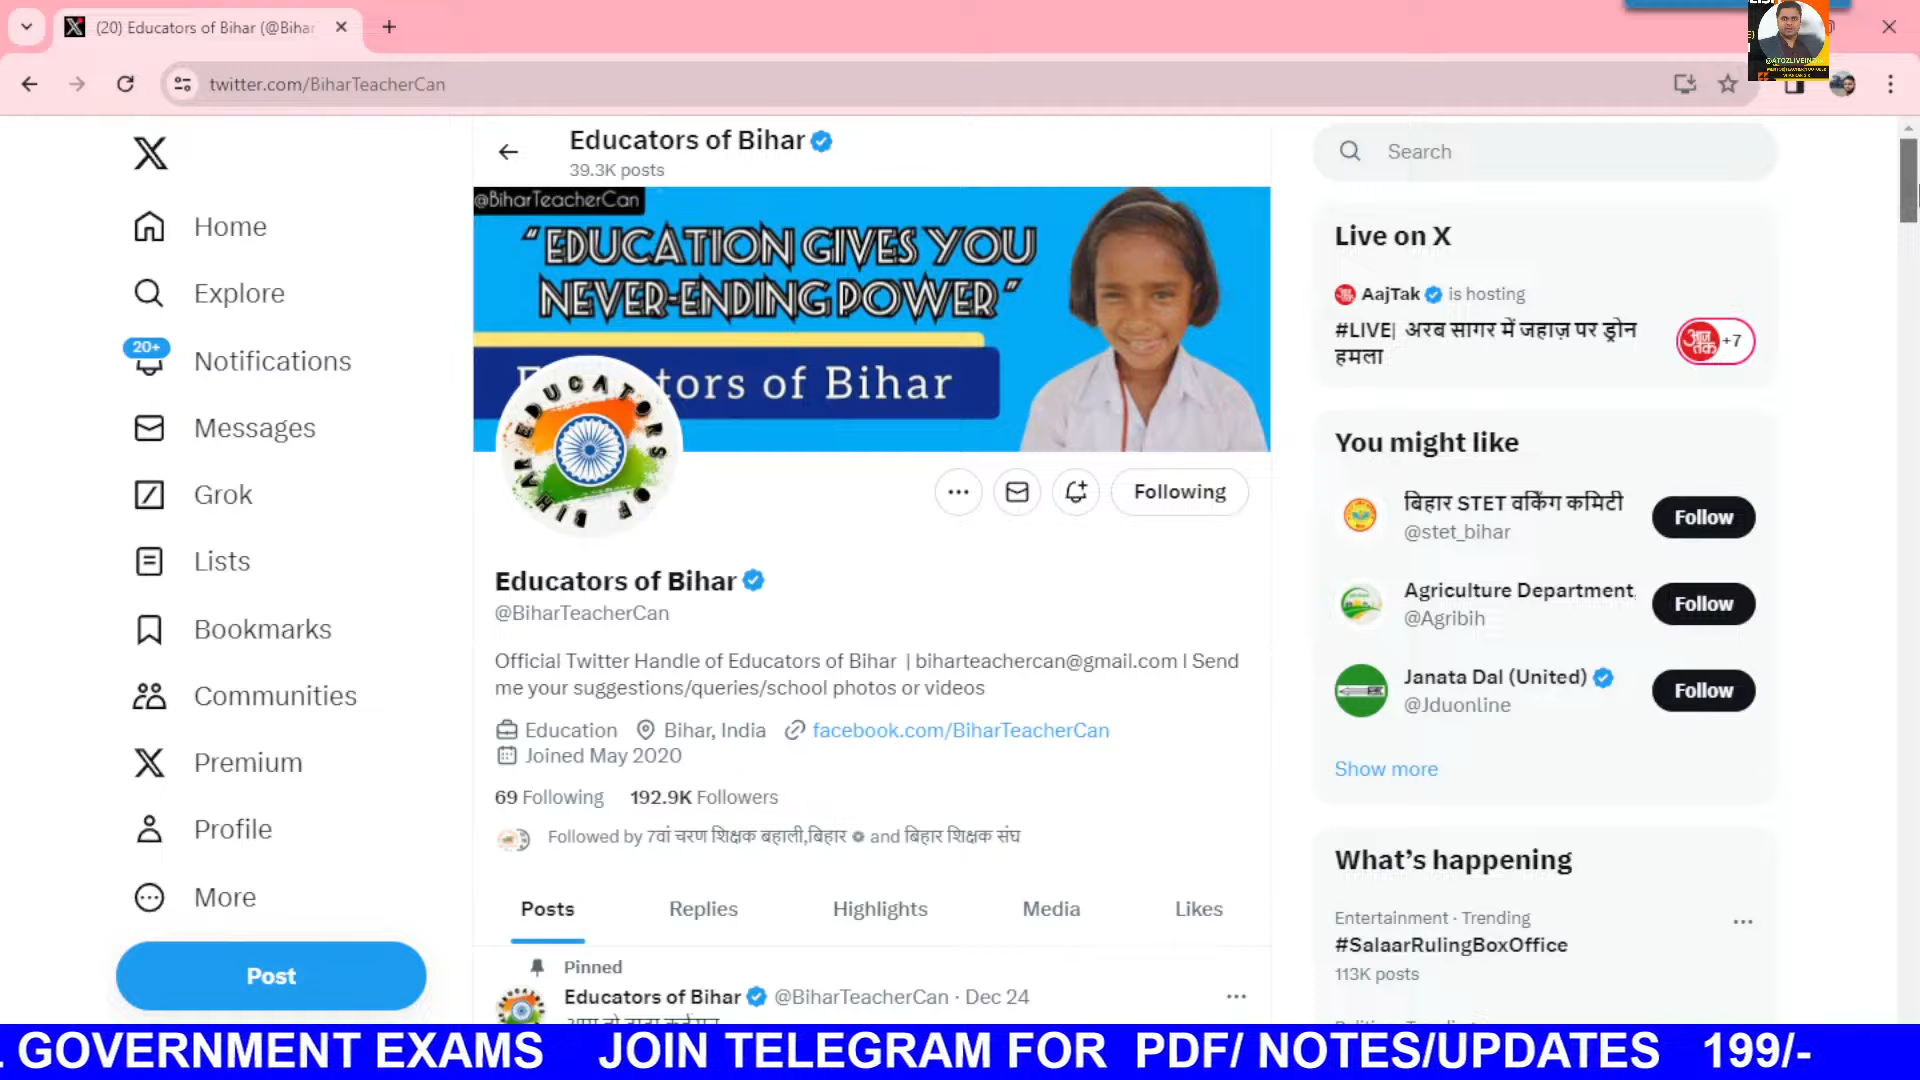 (20) Educators of Bihar (@Bihar
twitter.com/BiharTeacherCan
@ATOZLIVEINDIA
Home
Explore
20+
Notifications
Messages
Grok
Lists
Bookmarks
Communities
Premium
Profile
More
Post
Educators of Bihar
39.3K posts
@BiharTeacherCan
"EDUCATION GIVES YOU
NEVER-ENDING POWER"
tors of Bihar
EDUCATORS OF BIHAR
Following
Educators of Bihar
@BiharTeacherCan
Official Twitter Handle of Educators of Bihar | biharteachercan@gmail.com l Send
me your suggestions/queries/school photos or videos
Education Bihar, India facebook.com/BiharTeacherCan
Joined May 2020
69 Following 192.9K Followers
Followed by 7वां चरण शिक्षक बहाली,बिहार and बिहार शिक्षक संघ
Posts Replies Highlights Media Likes
Pinned
Educators of Bihar @BiharTeacherCan · Dec 24
Search
Live on X
AajTak is hosting
#LIVE| अरब सागर में जहाज़ पर ड्रोन
हमला
आज
तक
+7
You might like
बिहार STET वर्किंग कमिटी
@stet_bihar
Follow
Agriculture Department,
@Agribih
Follow
Janata Dal (United)
@Jduonline
Follow
Show more
What's happening
Entertainment · Trending
#SalaarRulingBoxOffice
113K posts
GOVERNMENT EXAMS JOIN TELEGRAM FOR PDF/ NOTES/UPDATES 199/-